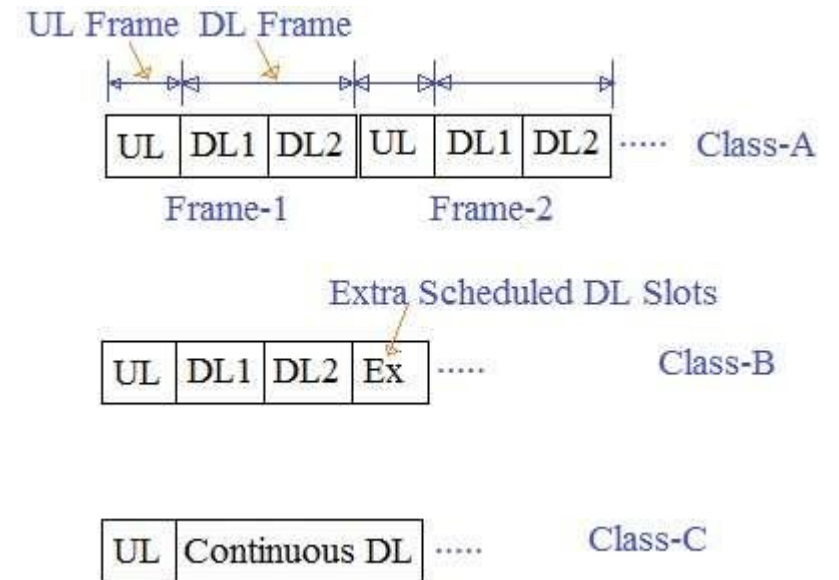 UL Frame DL Frame
UL DL1 DL2 UL DL1 DL2 ..... Class-A
Frame-1 Frame-2
Extra Scheduled DL Slots
UL DL1 DL2 Ex ..... Class-B
UL Continuous DL ..... Class-C